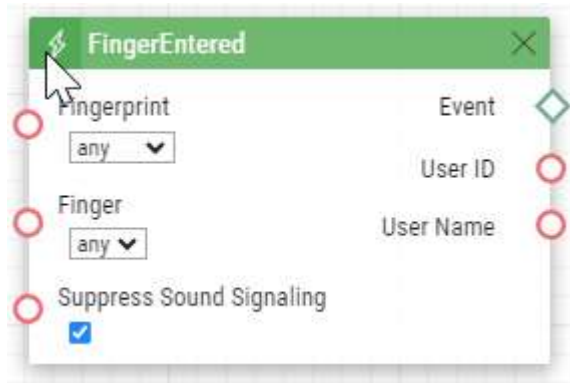 FingerEntered
Fingerprint
Event
any
User ID
Finger
User Name
any
Suppress Sound Signaling